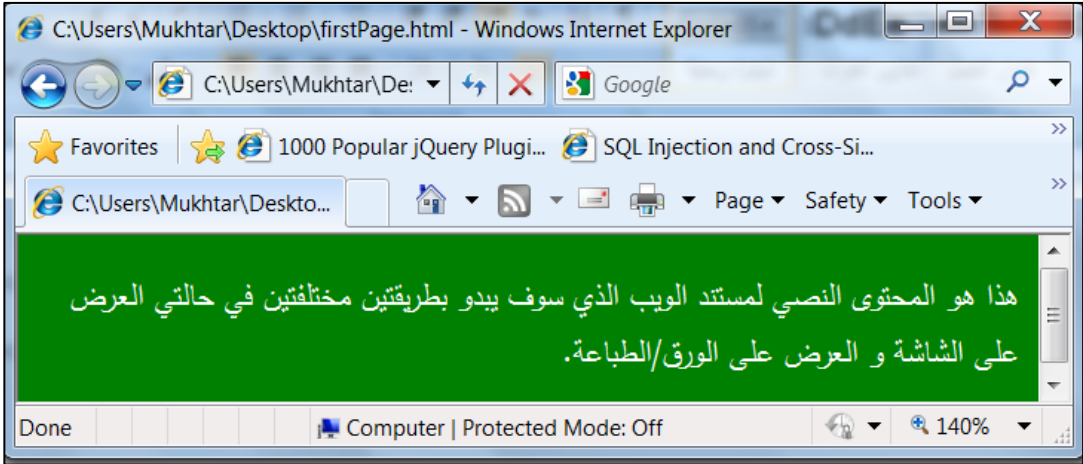 C:\Users\Mukhtar\Desktop\firstPage.html - Windows Internet Explorer
C:\Users\Mukhtar\De: Google
Favorites 1000 Popular jQuery Plugi... SQL Injection and Cross-Si...
C:\Users\Mukhtar\Deskto... Page Safety Tools
هذا هو المحتوى النصي لمستند الويب الذي سوف يبدو بطريقتين مختلفتين في حالتي العرض
على الشاشة و العرض على الورق/الطباعة.
Done Computer | Protected Mode: Off 140%